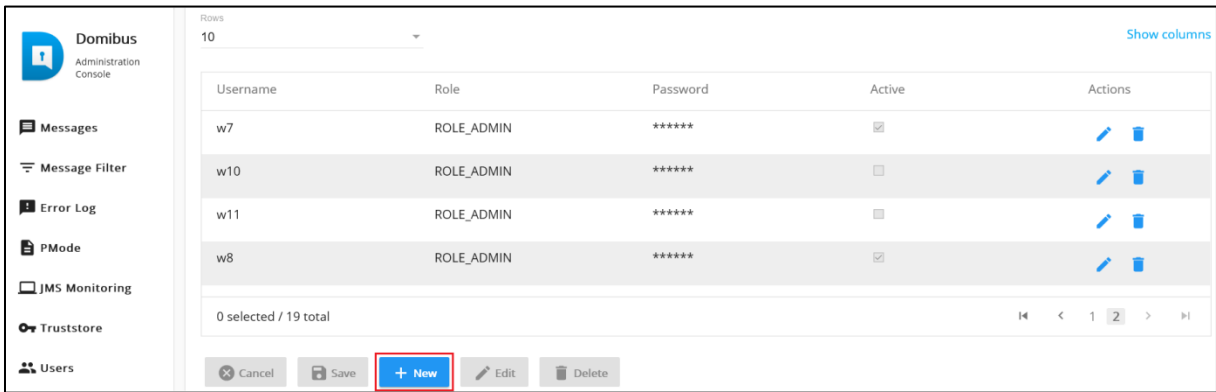 Domibus
Administration
Console
Messages
Message Filter
Error Log
PMode
JMS Monitoring
Truststore
Users
Rows
10
Show columns
Username Role Password Active Actions
w7 ROLE_ADMIN ******
w10 ROLE_ADMIN ******
w11 ROLE_ADMIN ******
w8 ROLE_ADMIN ******
0 selected / 19 total 1 2
Cancel Save + New Edit Delete